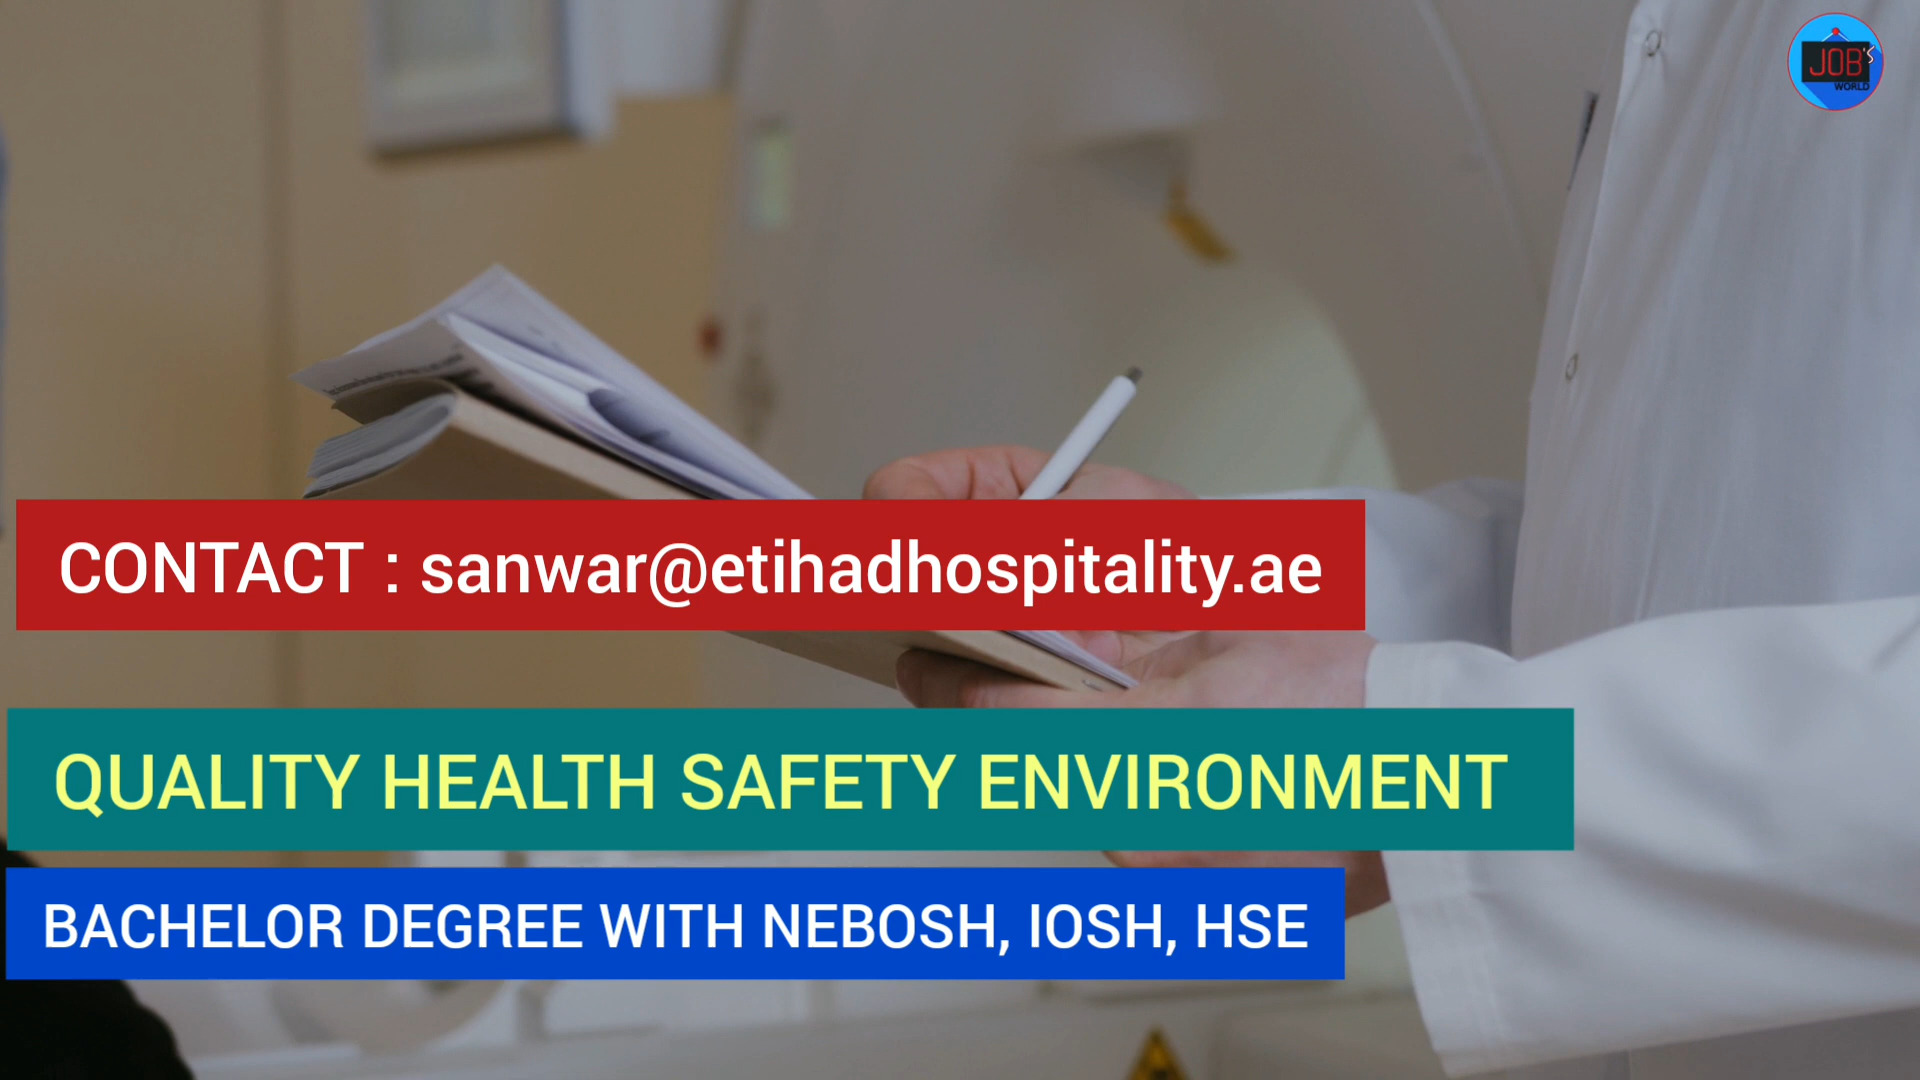 JOB's
WORLD
CONTACT : sanwar@etihadhospitality.ae
QUALITY HEALTH SAFETY ENVIRONMENT
BACHELOR DEGREE WITH NEBOSH, IOSH, HSE